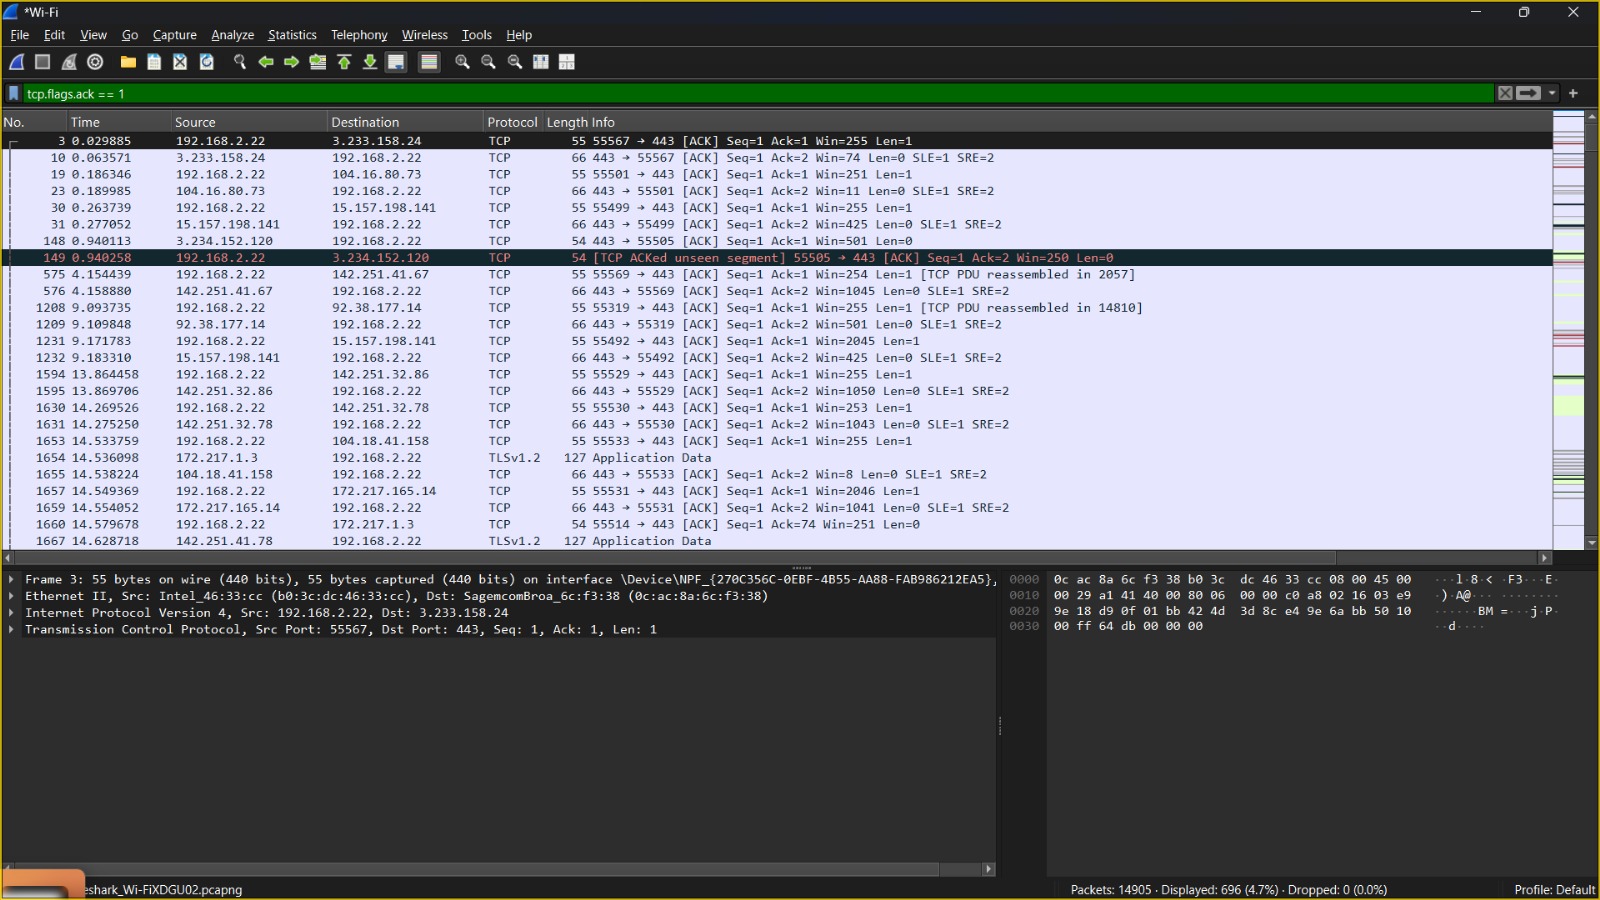 *Wi-Fi
File Edit View Go Capture Analyze Statistics Telephony Wireless Tools Help
tcp.flags.ack == 1
No. Time Source Destination Protocol Length Info
3 0.029885 192.168.2.22 3.233.158.24 TCP 55 55567 → 443 [ACK] Seq=1 Ack=1 Win=255 Len=1
10 0.063571 3.233.158.24 192.168.2.22 TCP 66 443 → 55567 [ACK] Seq=1 Ack=2 Win=74 Len=0 SLE=1 SRE=2
19 0.186346 192.168.2.22 104.16.80.73 TCP 55 55501 → 443 [ACK] Seq=1 Ack=1 Win=251 Len=1
23 0.189985 104.16.80.73 192.168.2.22 TCP 66 443 → 55501 [ACK] Seq=1 Ack=2 Win=11 Len=0 SLE=1 SRE=2
30 0.263739 192.168.2.22 15.157.198.141 TCP 55 55499 → 443 [ACK] Seq=1 Ack=1 Win=255 Len=1
31 0.277052 15.157.198.141 192.168.2.22 TCP 66 443 → 55499 [ACK] Seq=1 Ack=2 Win=425 Len=0 SLE=1 SRE=2
148 0.940113 3.234.152.120 192.168.2.22 TCP 54 443 → 55505 [ACK] Seq=1 Ack=1 Win=501 Len=0
149 0.940258 192.168.2.22 3.234.152.120 TCP 54 [TCP ACKed unseen segment] 55505 → 443 [ACK] Seq=1 Ack=2 Win=250 Len=0
575 4.154439 192.168.2.22 142.251.41.67 TCP 55 55569 → 443 [ACK] Seq=1 Ack=1 Win=254 Len=1 [TCP PDU reassembled in 2057]
576 4.158880 142.251.41.67 192.168.2.22 TCP 66 443 → 55569 [ACK] Seq=1 Ack=2 Win=1045 Len=0 SLE=1 SRE=2
1208 9.093735 192.168.2.22 92.38.177.14 TCP 55 55319 → 443 [ACK] Seq=1 Ack=1 Win=255 Len=1 [TCP PDU reassembled in 14810]
1209 9.109848 92.38.177.14 192.168.2.22 TCP 66 443 → 55319 [ACK] Seq=1 Ack=2 Win=501 Len=0 SLE=1 SRE=2
1231 9.171783 192.168.2.22 15.157.198.141 TCP 55 55492 → 443 [ACK] Seq=1 Ack=1 Win=2045 Len=1
1232 9.183310 15.157.198.141 192.168.2.22 TCP 66 443 → 55492 [ACK] Seq=1 Ack=2 Win=425 Len=0 SLE=1 SRE=2
1594 13.864458 192.168.2.22 142.251.32.86 TCP 55 55529 → 443 [ACK] Seq=1 Ack=1 Win=255 Len=1
1595 13.869706 142.251.32.86 192.168.2.22 TCP 66 443 → 55529 [ACK] Seq=1 Ack=2 Win=1050 Len=0 SLE=1 SRE=2
1630 14.269526 192.168.2.22 142.251.32.78 TCP 55 55530 → 443 [ACK] Seq=1 Ack=1 Win=253 Len=1
1631 14.275250 142.251.32.78 192.168.2.22 TCP 66 443 → 55530 [ACK] Seq=1 Ack=2 Win=1043 Len=0 SLE=1 SRE=2
1653 14.533759 192.168.2.22 104.18.41.158 TCP 55 55533 → 443 [ACK] Seq=1 Ack=1 Win=255 Len=1
1654 14.536098 172.217.1.3 192.168.2.22 TLSv1.2 127 Application Data
1655 14.538224 104.18.41.158 192.168.2.22 TCP 66 443 → 55533 [ACK] Seq=1 Ack=2 Win=8 Len=0 SLE=1 SRE=2
1657 14.549369 192.168.2.22 172.217.165.14 TCP 55 55531 → 443 [ACK] Seq=1 Ack=1 Win=2046 Len=1
1659 14.554052 172.217.165.14 192.168.2.22 TCP 66 443 → 55531 [ACK] Seq=1 Ack=2 Win=1041 Len=0 SLE=1 SRE=2
1660 14.579678 192.168.2.22 172.217.1.3 TCP 54 55514 → 443 [ACK] Seq=1 Ack=74 Win=251 Len=0
1667 14.628718 142.251.41.78 192.168.2.22 TLSv1.2 127 Application Data
Frame 3: 55 bytes on wire (440 bits), 55 bytes captured (440 bits) on interface \Device\NPF_{270C356C-0EBF-4B55-AA88-FAB986212EA5},
Ethernet II, Src: Intel_46:33:cc (b0:3c:dc:46:33:cc), Dst: SagemcomBroa_6c:f3:38 (0c:ac:8a:6c:f3:38)
Internet Protocol Version 4, Src: 192.168.2.22, Dst: 3.233.158.24
Transmission Control Protocol, Src Port: 55567, Dst Port: 443, Seq: 1, Ack: 1, Len: 1
0000 0c ac 8a 6c f3 38 b0 3c dc 46 33 cc 08 00 45 00 ···l·8·< ·F3···E·
0010 00 29 a1 41 40 00 80 06 00 00 c0 a8 02 16 03 e9 ·)·A@··· ········
0020 9e 18 d9 0f 01 bb 42 4d 3d 8c e4 9e 6a bb 50 10 ······BM =···j·P·
0030 00 ff 64 db 00 00 00 ··d····
eshark_Wi-FiXDGU02.pcapng
Packets: 14905 · Displayed: 696 (4.7%) · Dropped: 0 (0.0%)
Profile: Default